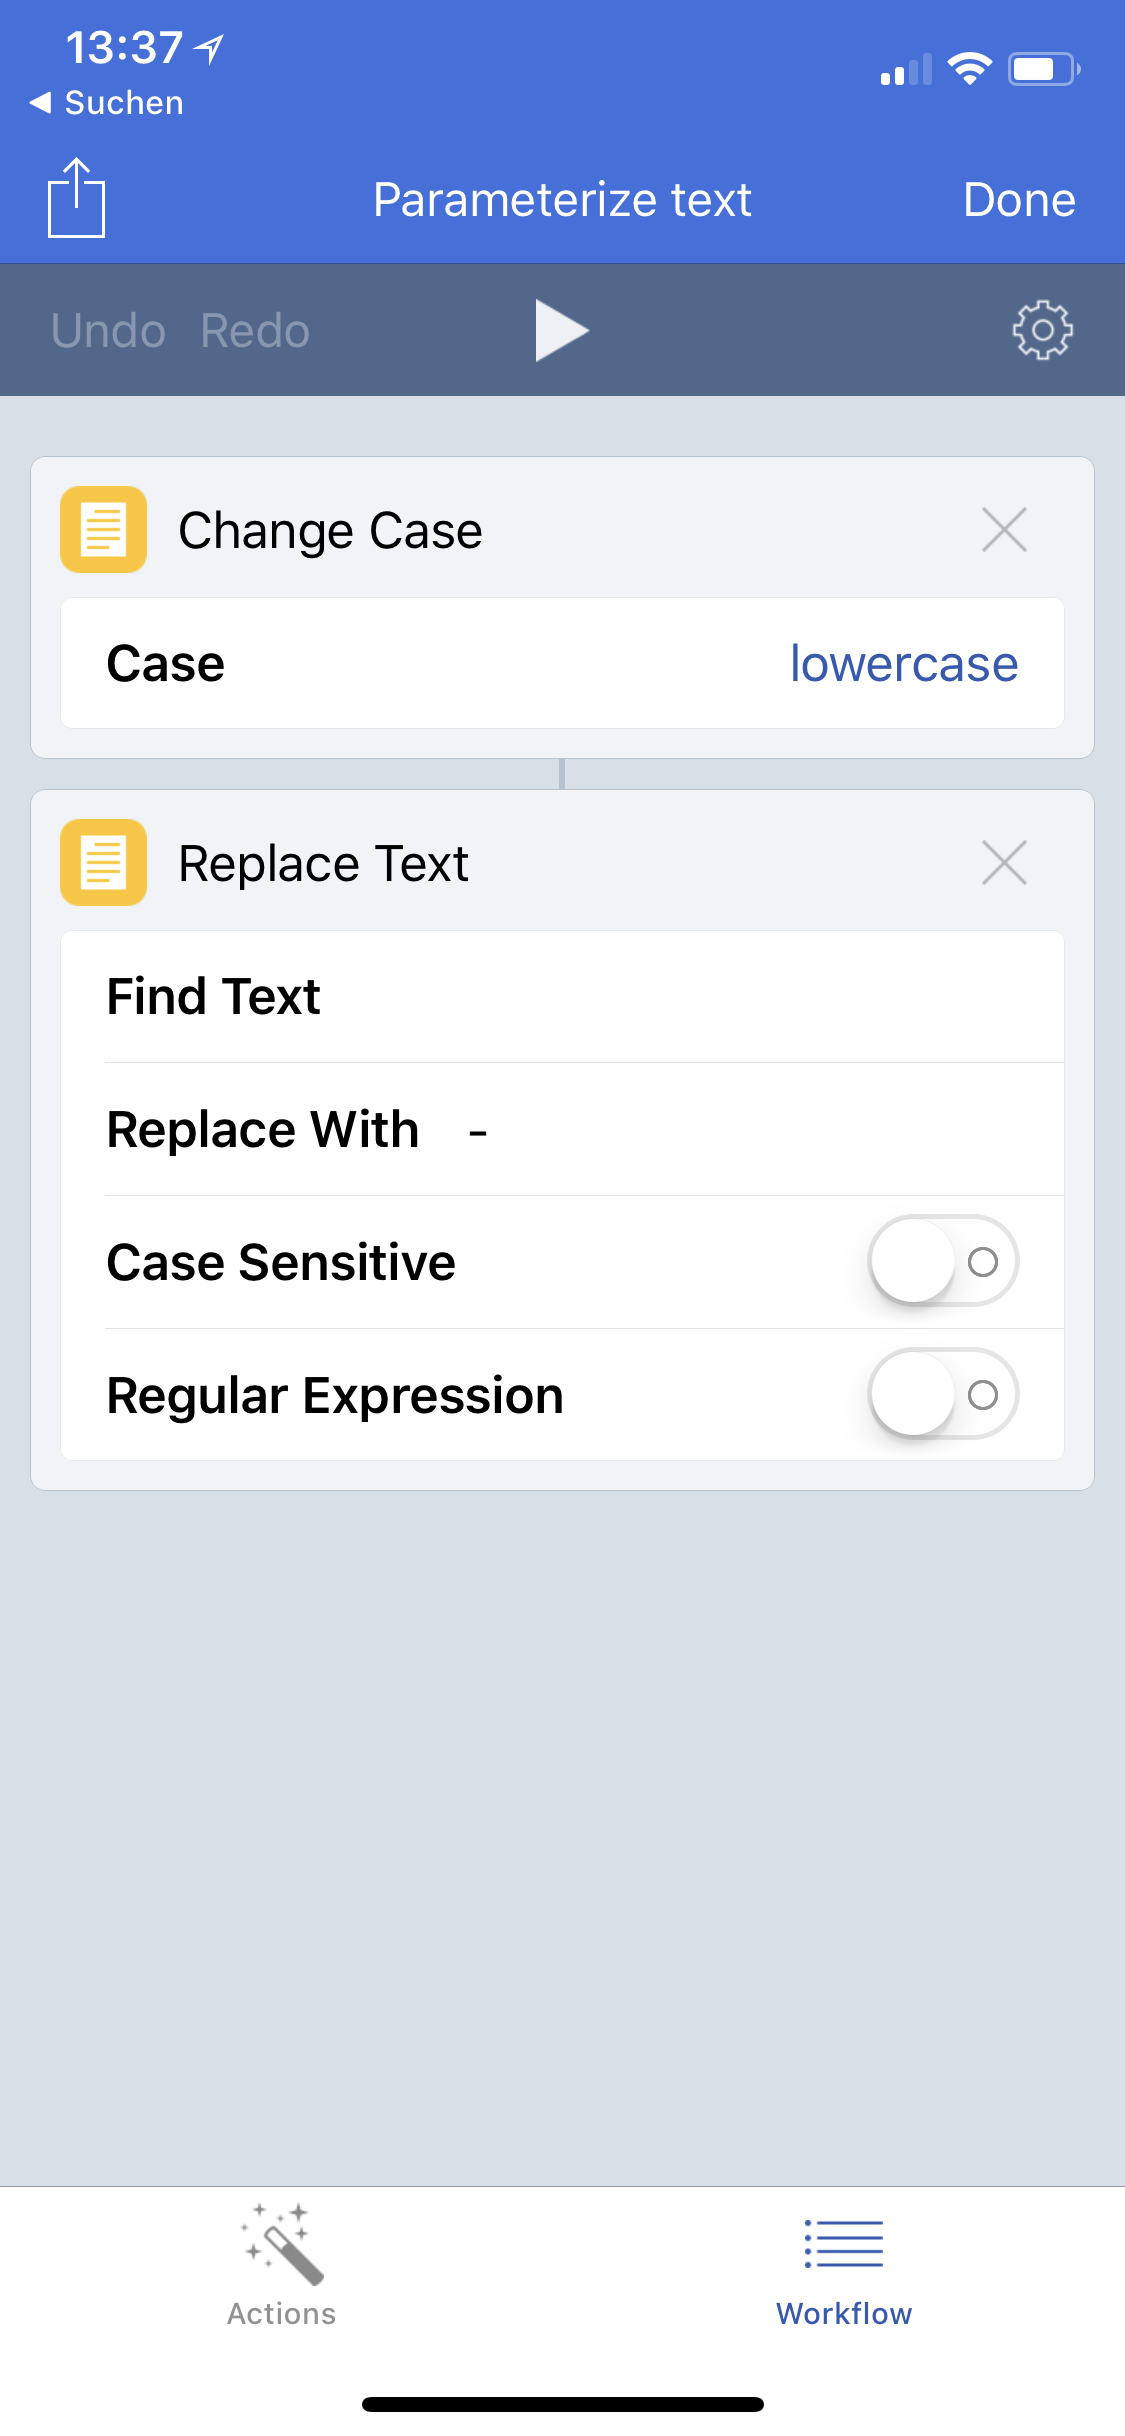 13:37
Suchen
Parameterize text
Done
Undo Redo
Change Case
Case lowercase
Replace Text
Find Text
Replace With -
Case Sensitive
Regular Expression
Actions
Workflow